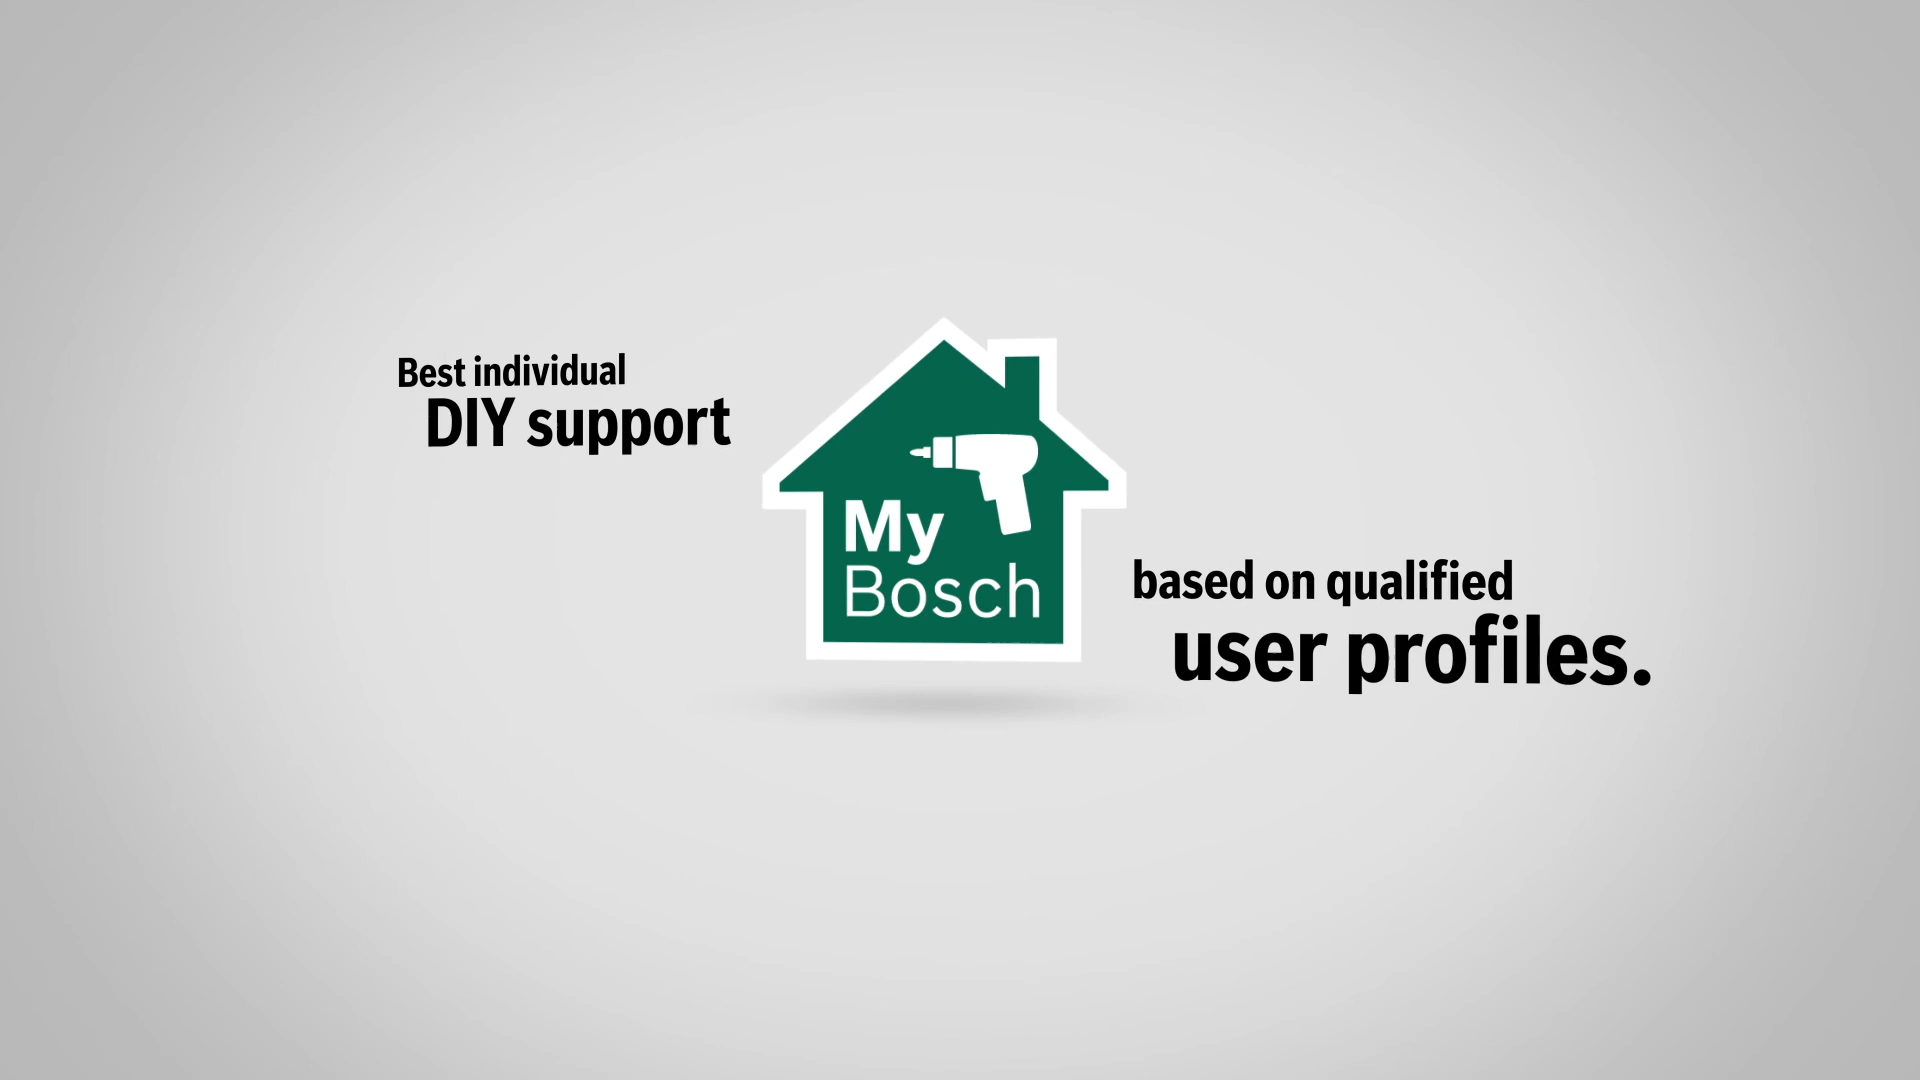 Best individual
DIY support
My
Bosch
based on qualified
user profiles.